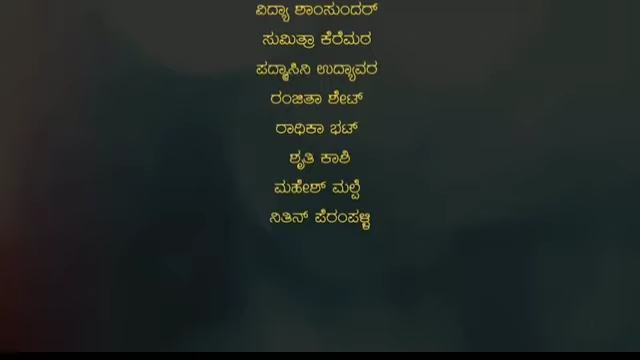 ವಿದ್ಯಾ ಶಾಂಸುಂದರ್
ಸುಮಿತ್ರಾ ಕೆರೆಮಠ
ಪದ್ಮಾಸಿನಿ ಉದ್ಯಾವರ
ರಂಜಿತಾ ಶೇಟ್
ರಾಧಿಕಾ ಭಟ್
ಶೃತಿ ಕಾಶಿ
ಮಹೇಶ್ ಮಲ್ಪೆ
ನಿತಿನ್ ಪೆರಂಪಳ್ಳಿ